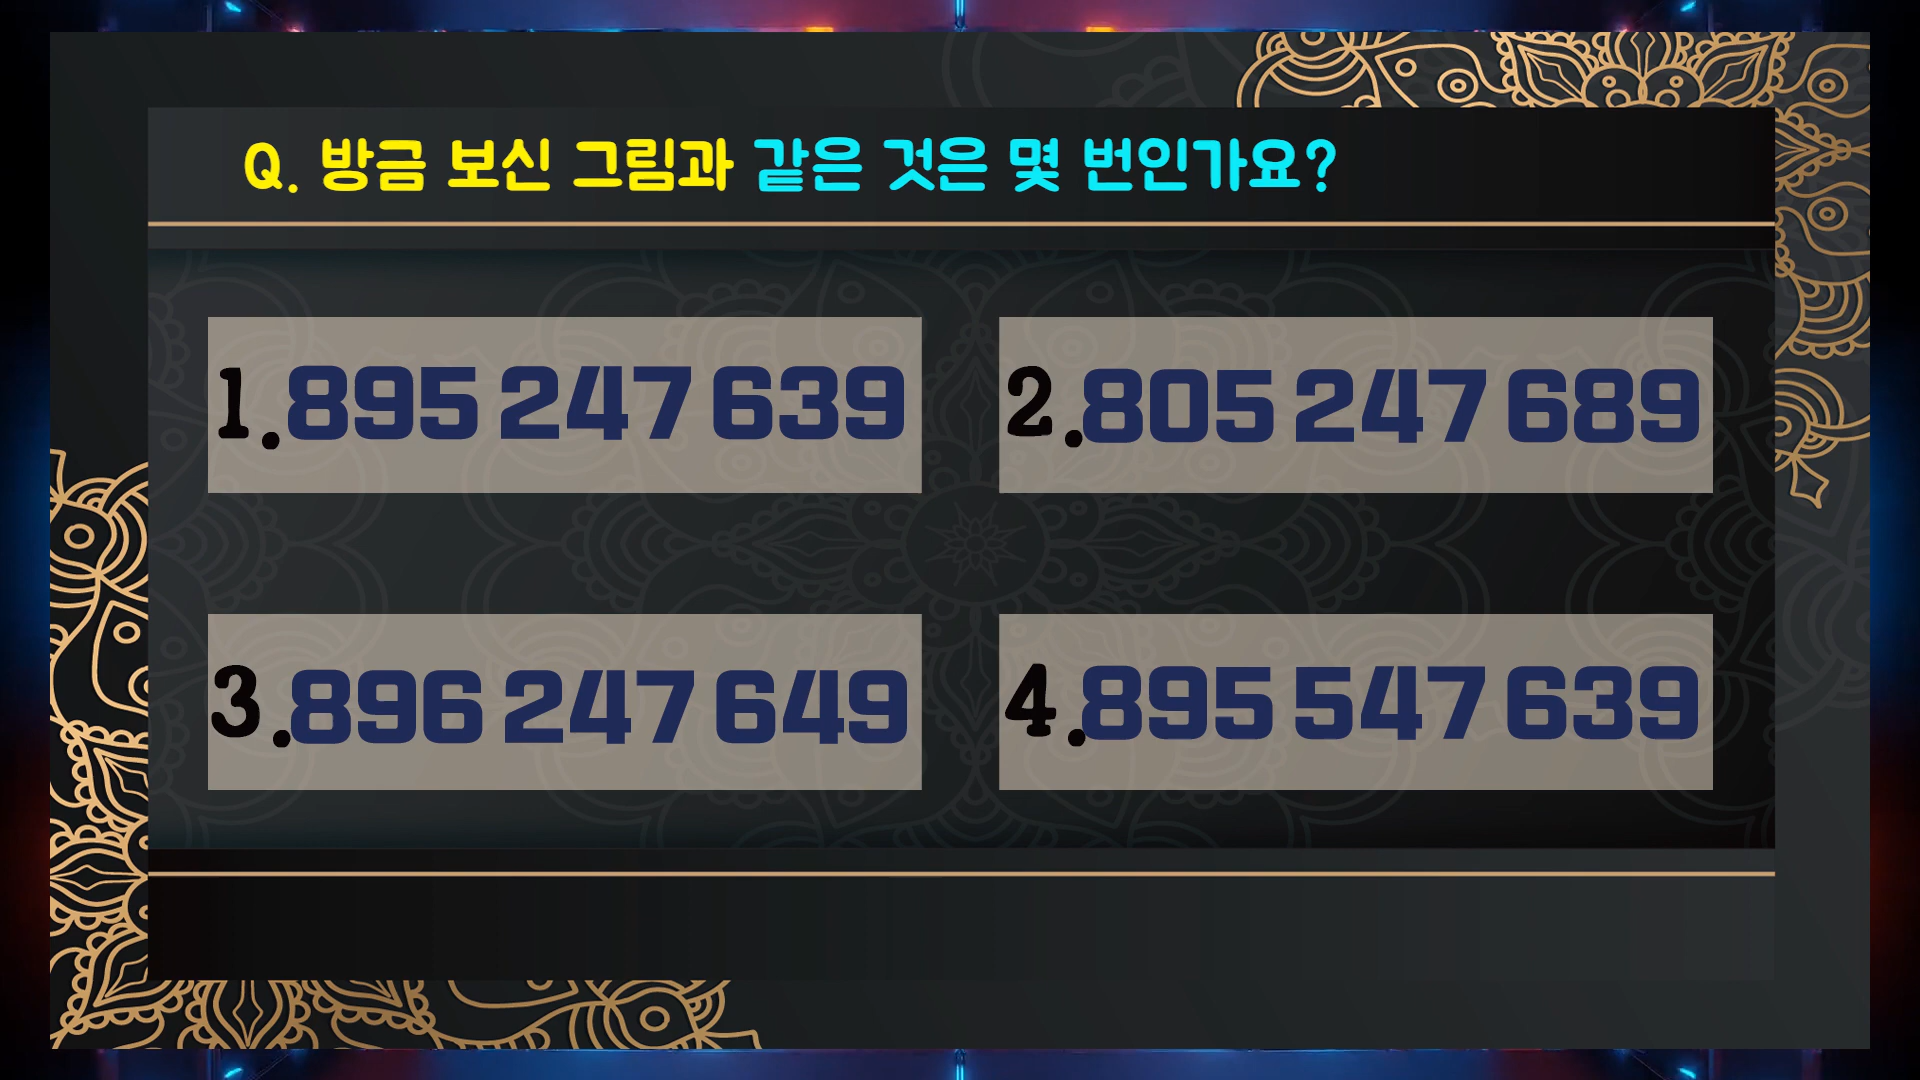 Q. 방금 보신 그림과 같은 것은 몇 번인가요?
1. 895 247 639
2. 805 247 689
3. 896 247 649
4. 895 547 639